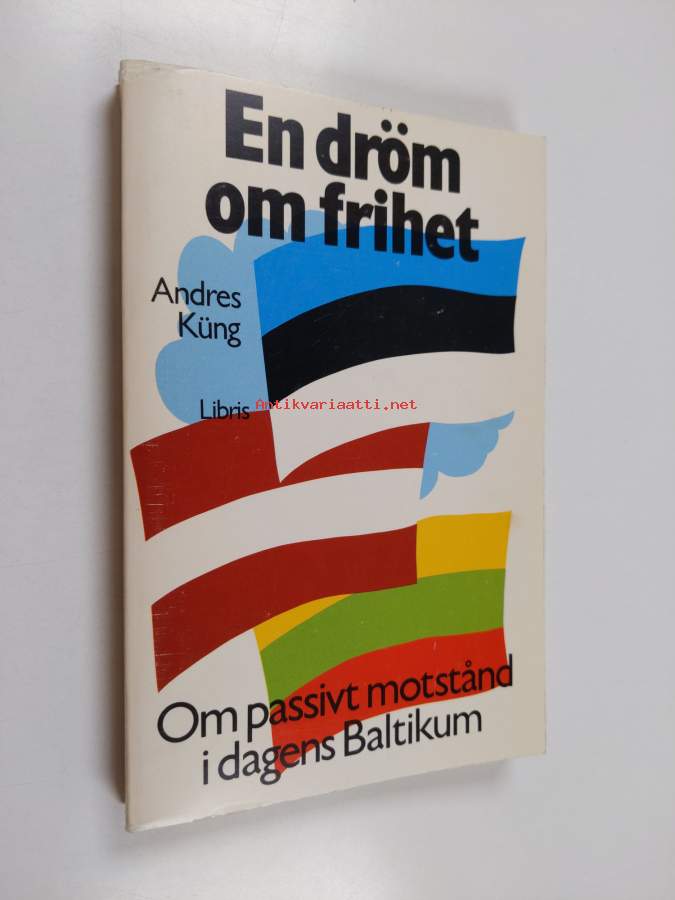 En dröm
om frihet
Andres
Küng
Libris
Antikvariaatti.net
Om passivt motstånd
i dagens Baltikum